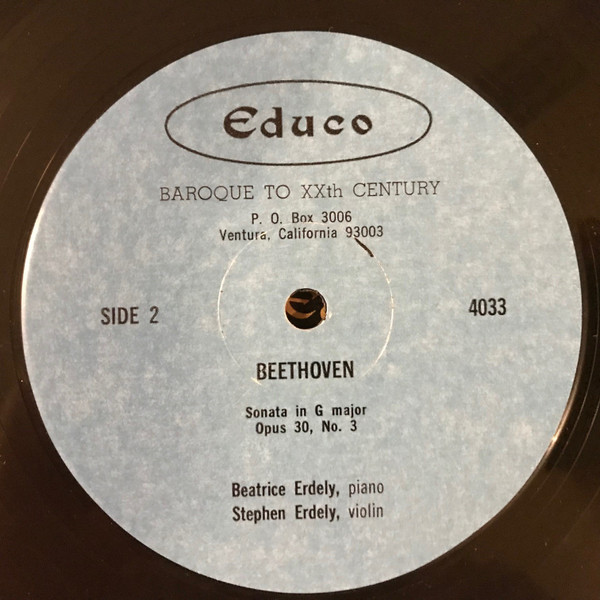 Educo
BAROQUE TO XXth CENTURY
P. O. Box 3006
Ventura, California 93003
SIDE 2
4033
BEETHOVEN
Sonata in G major
Opus 30, No. 3
Beatrice Erdely, piano
Stephen Erdely, violin